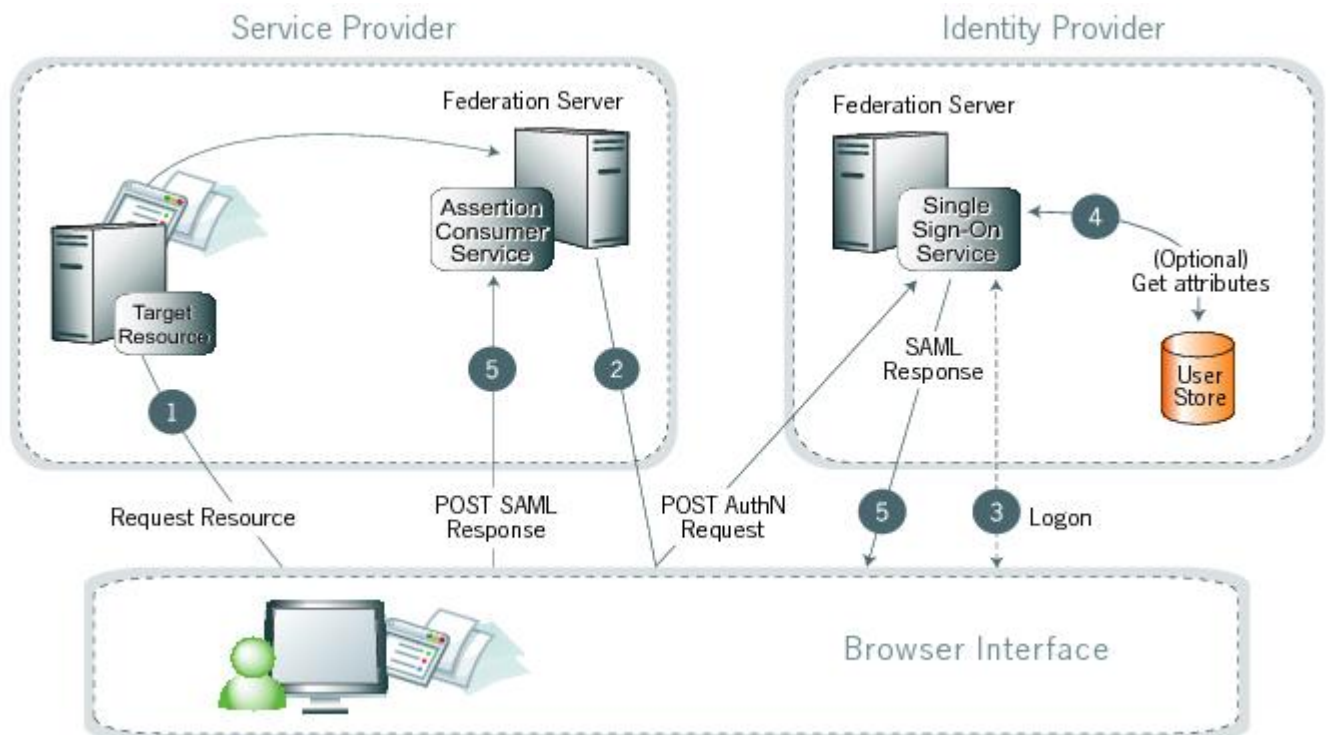 Service Provider
Identity Provider
Federation Server
Assertion
Consumer
Service
Target
Resource
1
5
2
Federation Server
Single
Sign-On
Service
4
(Optional)
Get attributes
User
Store
SAML
Response
Request Resource
POST SAML
Response
POST AuthN
Request
5
3
Logon
Browser Interface